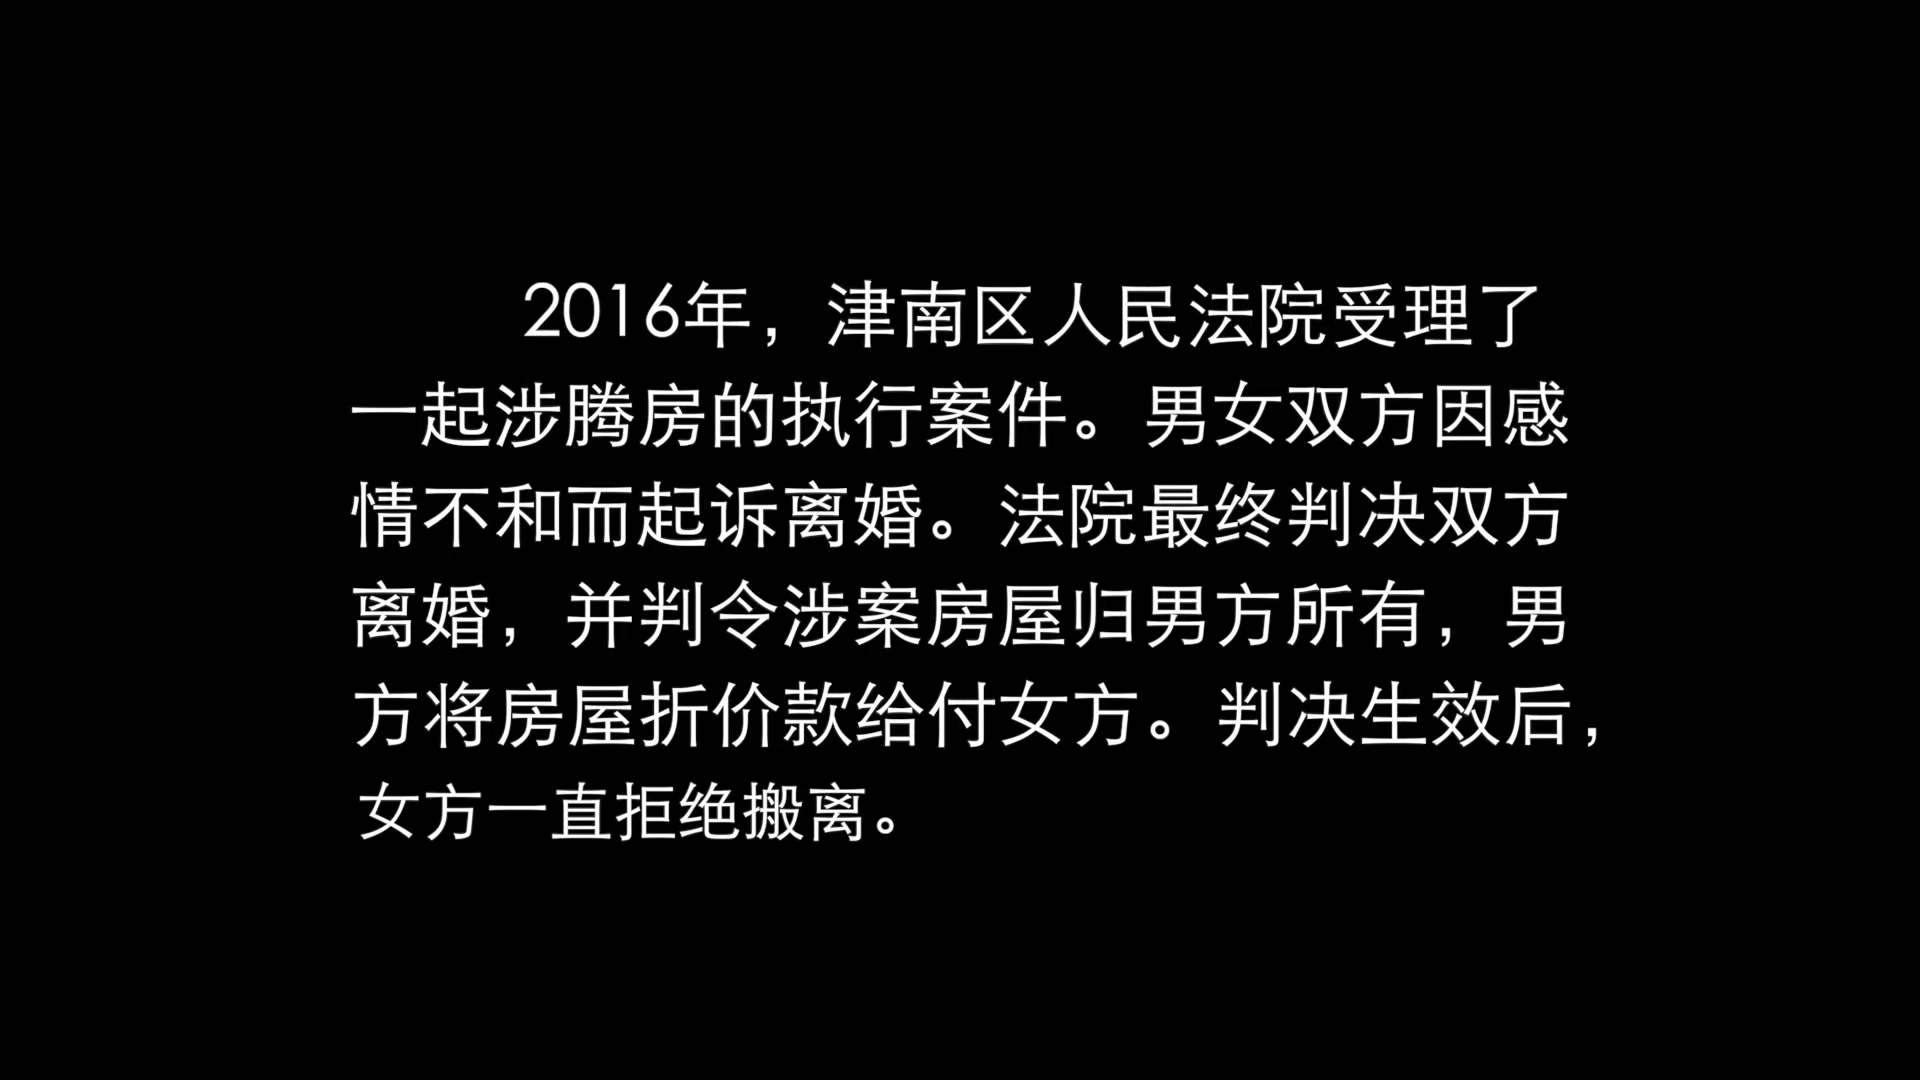 2016年，津南区人民法院受理了
一起涉腾房的执行案件。男女双方因感
情不和而起诉离婚。法院最终判决双方
离婚，并判令涉案房屋归男方所有，男
方将房屋折价款给付女方。判决生效后，
女方一直拒绝搬离。